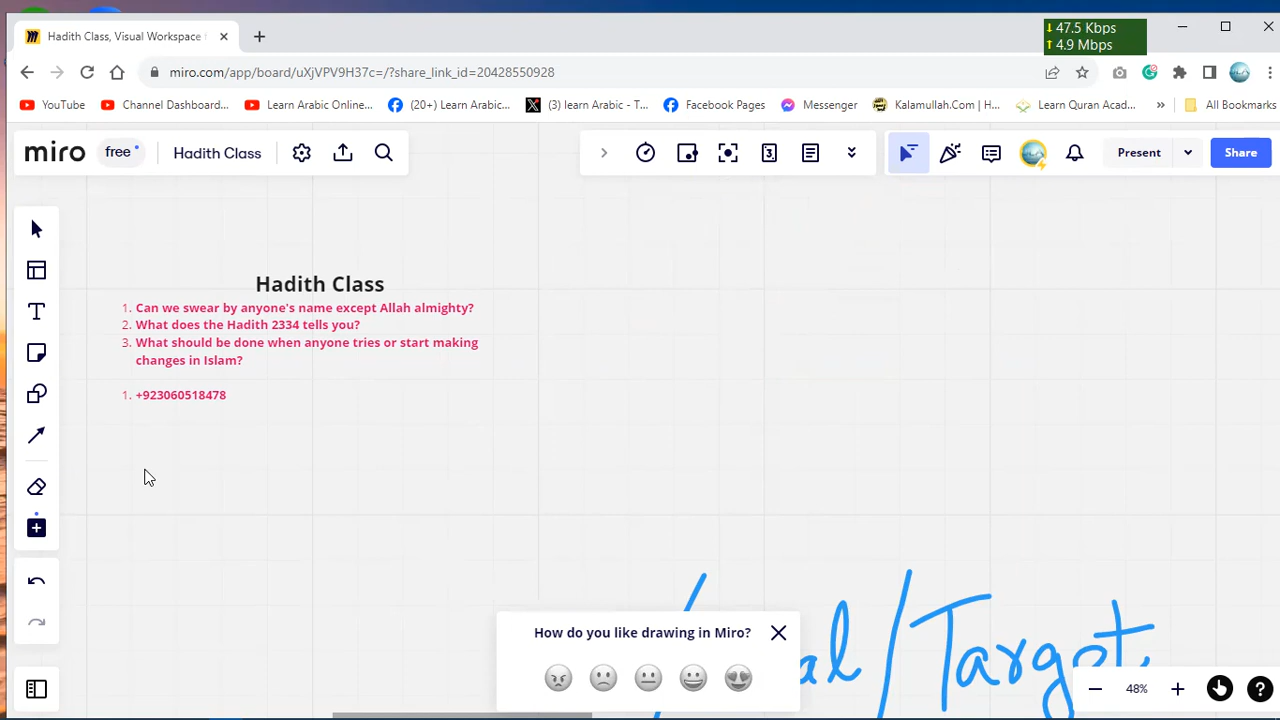 Hadith Class, Visual Workspace f
47.5 Kbps
4.9 Mbps
miro.com/app/board/uXjVPV9H37c=/?share_link_id=20428550928
YouTube
Channel Dashboard...
Learn Arabic Online...
(20+) Learn Arabic...
(3) learn Arabic - T...
Facebook Pages
Messenger
Kalamullah.Com | H...
Learn Quran Acad...
»
All Bookmarks
miro free Hadith Class
Present
Share
Hadith Class
1. Can we swear by anyone's name except Allah almighty?
2. What does the Hadith 2334 tells you?
3. What should be done when anyone tries or start making
changes in Islam?
1. +923060518478
al/Target
How do you like drawing in Miro?
48%